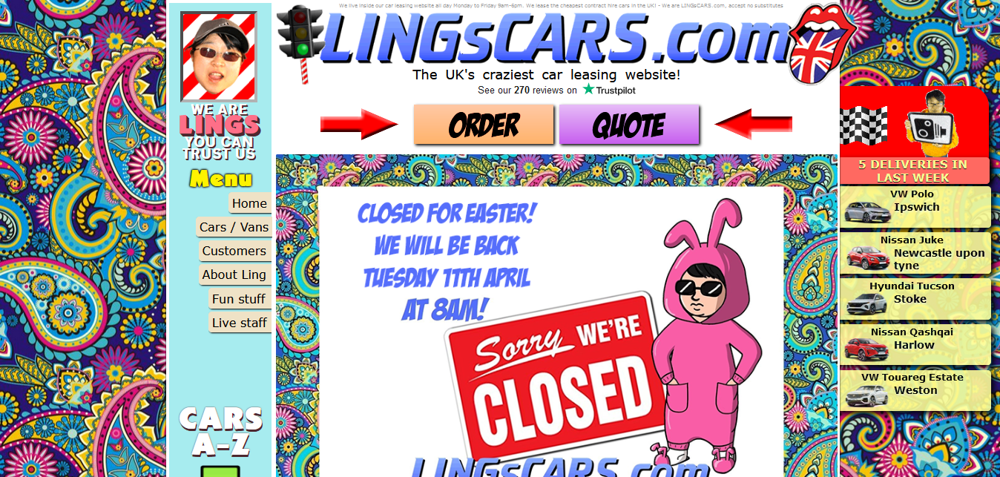 We live inside our car leasing website all day Monday to Friday 9am-6pm. We lease the cheapest contract hire cars in the UK! - We are LINGsCARS.com, accept no substitutes
LINGsCARS.com
The UK's craziest car leasing website!
See our 270 reviews on Trustpilot
ORDER
QUOTE
WE ARE
LINGS
YOU CAN
TRUST US
Menu
Home
Cars / Vans
Customers
About Ling
Fun stuff
Live staff
CARS
A-Z
CLOSED FOR EASTER!
WE WILL BE BACK
TUESDAY 11TH APRIL
AT 8AM!
Sorry WE'RE
CLOSED
LINGsCARS.com
5 DELIVERIES IN
LAST WEEK
VW Polo
Ipswich
Nissan Juke
Newcastle upon
tyne
Hyundai Tucson
Stoke
Nissan Qashqai
Harlow
VW Touareg Estate
Weston